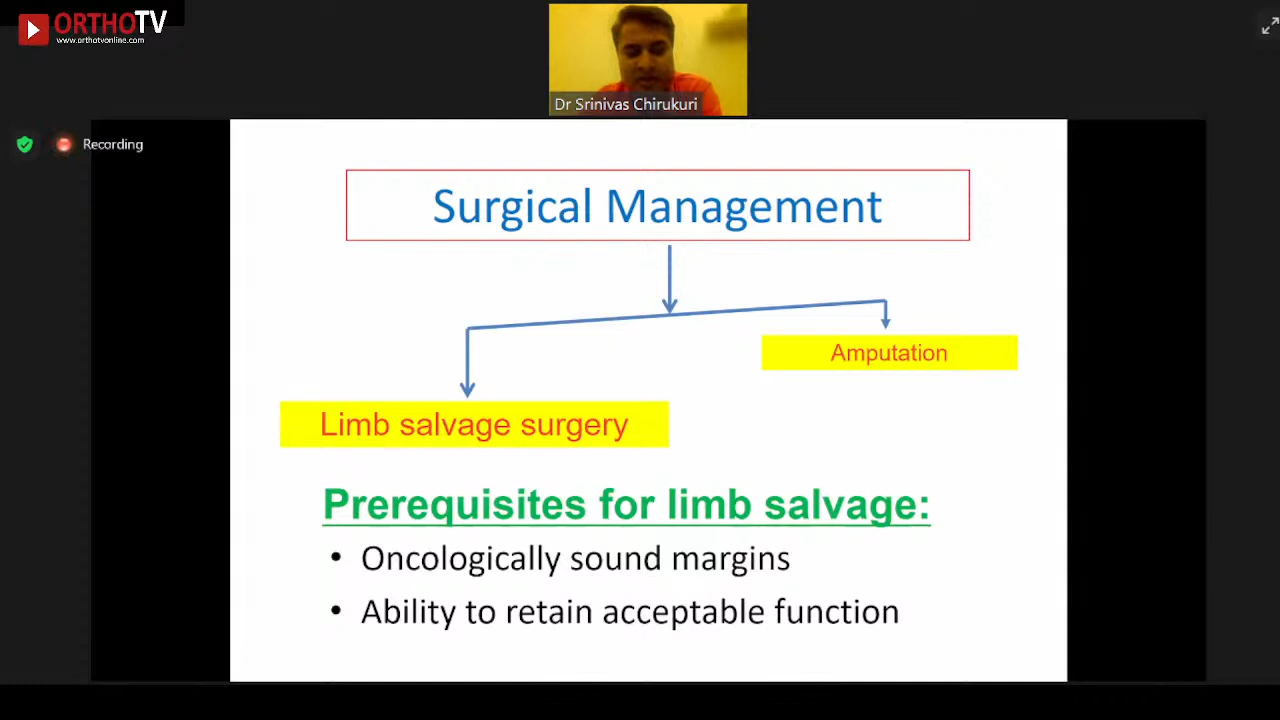 ORTHOTV
www.orthotvonline.com
Dr Srinivas Chirukuri
Recording
Surgical Management
Amputation
Limb salvage surgery
Prerequisites for limb salvage:
• Oncologically sound margins
• Ability to retain acceptable function